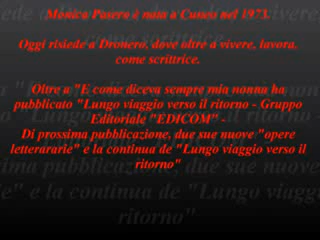 Monica Pasero è nata a Cuneo nel 1973.
Oggi risiede a Dronero, dove oltre a vivere, lavora,
come scrittrice.
Oltre a "E come diceva sempre mia nonna ha
pubblicato "Lungo viaggio verso il ritorno - Gruppo
Editoriale "EDICOM" -
Di prossima pubblicazione, due sue nuove "opere
letterararie" e la continua de "Lungo viaggio verso il
ritorno"